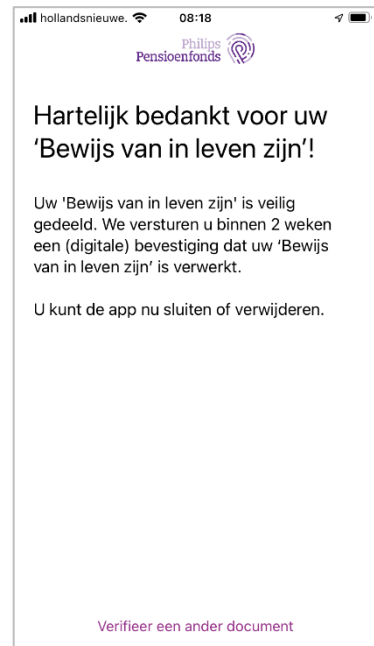 hollandsnieuwe. 08:18
Philips
Pensioenfonds
Hartelijk bedankt voor uw
‘Bewijs van in leven zijn’!
Uw 'Bewijs van in leven zijn' is veilig
gedeeld. We versturen u binnen 2 weken
een (digitale) bevestiging dat uw ‘Bewijs
van in leven zijn’ is verwerkt.
U kunt de app nu sluiten of verwijderen.
Verifieer een ander document